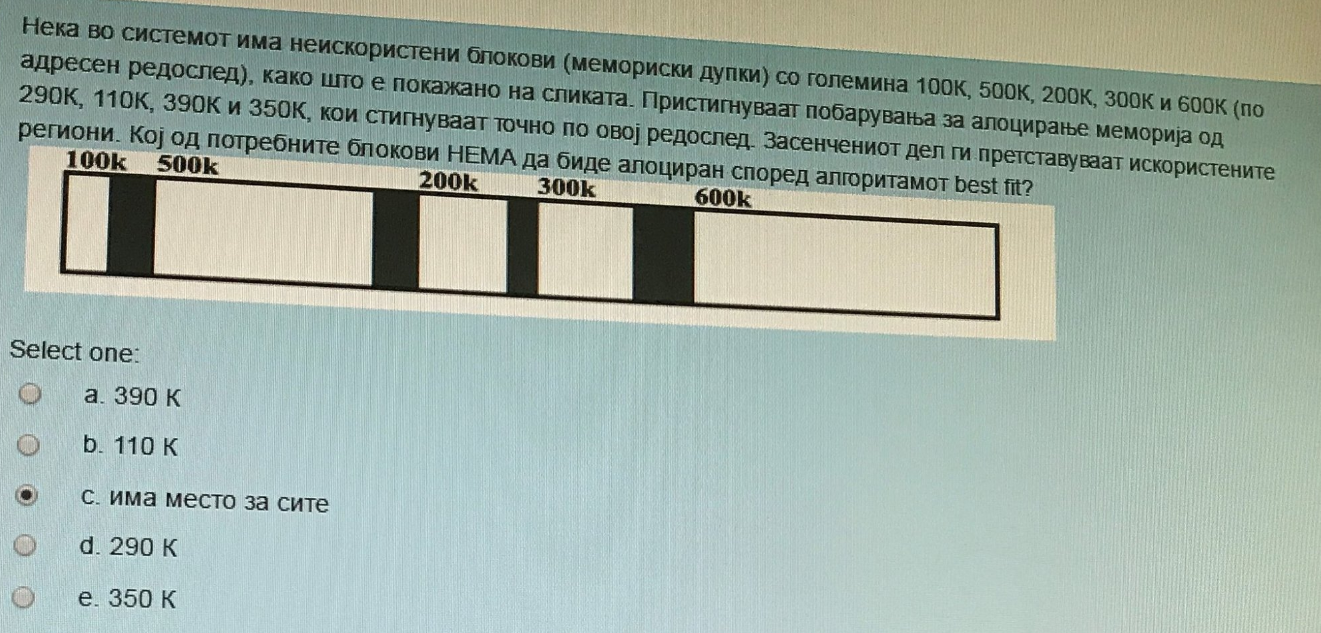 Нека во системот има неискористени блокови (мемориски дупки) со големина 100К, 500К, 200К, 300К и 600К (по
адресен редослед), како што е покажано на сликата. Пристигнуваат побарувања за алоцирање меморија од
290К, 110К, 390К и 350К, кои стигнуваат точно по овој редослед. Засенчениот дел ги претставуваат искористените
региони. Кој од потребните блокови НЕМА да биде алоциран според алгоритамот best fit?
100k 500k 200k 300k 600k
Select one:
a. 390 К
b. 110 К
c. има место за сите
d. 290 К
e. 350 К